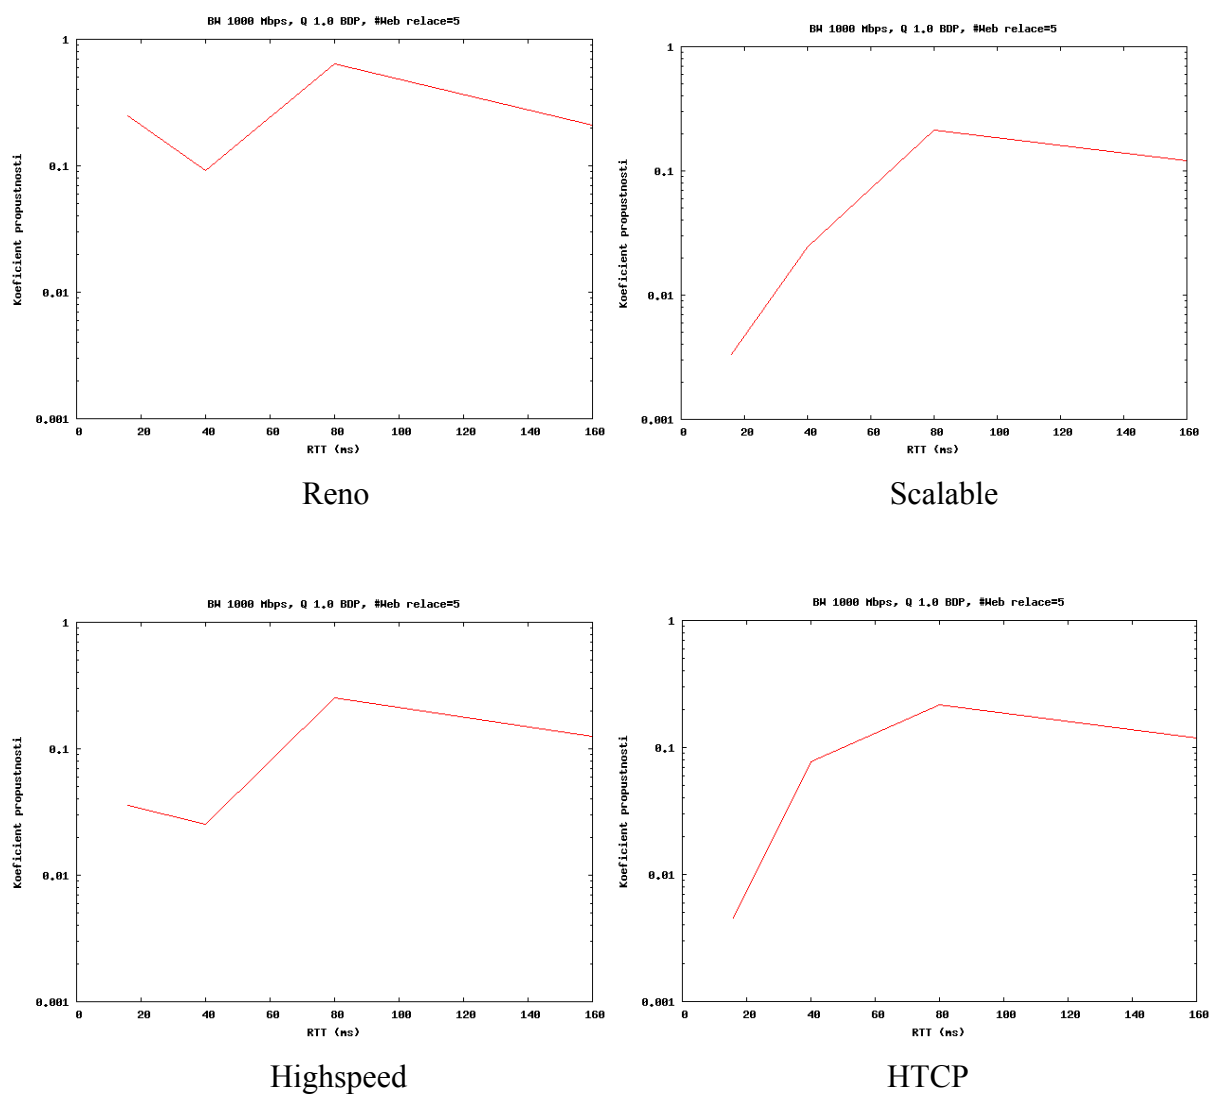 BW 1000 Mbps, Q 1.0 BDP, #Web relace=5
1
0.1
0.01
0.001
Koeficient propustnosti
0 20 40 60 80 100 120 140 160
RTT (ms)
Reno
BW 1000 Mbps, Q 1.0 BDP, #Web relace=5
1
0.1
0.01
0.001
Koeficient propustnosti
0 20 40 60 80 100 120 140 160
RTT (ms)
Scalable
BW 1000 Mbps, Q 1.0 BDP, #Web relace=5
1
0.1
0.01
0.001
Koeficient propustnosti
0 20 40 60 80 100 120 140 160
RTT (ms)
Highspeed
BW 1000 Mbps, Q 1.0 BDP, #Web relace=5
1
0.1
0.01
0.001
Koeficient propustnosti
0 20 40 60 80 100 120 140 160
RTT (ms)
HTCP